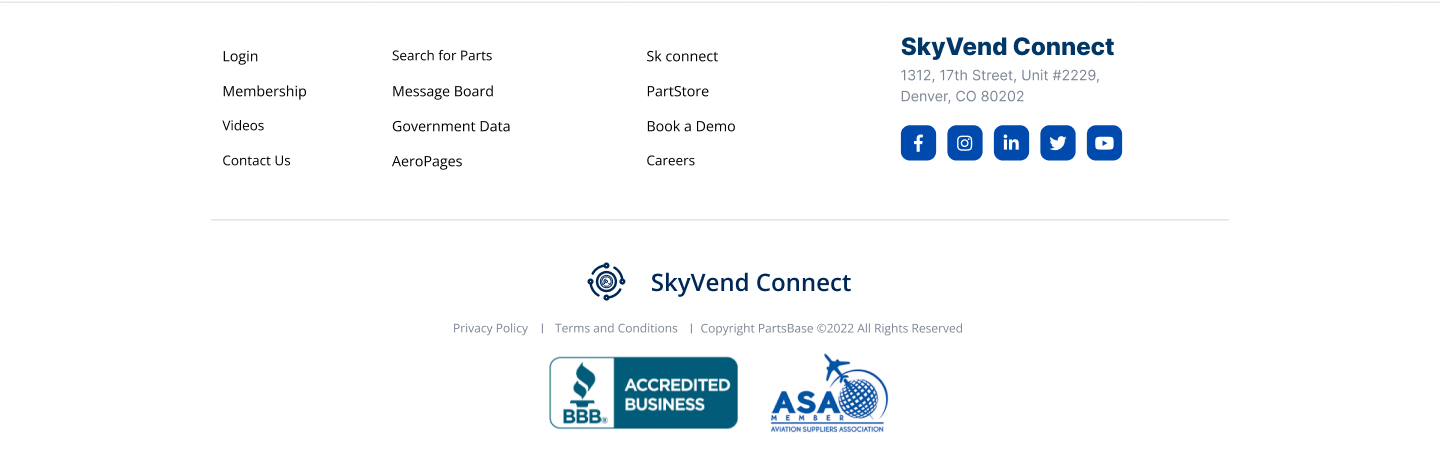 Login
Membership
Videos
Contact Us
Search for Parts
Message Board
Government Data
AeroPages
Sk connect
PartStore
Book a Demo
Careers
SkyVend Connect
1312, 17th Street, Unit #2229,
Denver, CO 80202
SkyVend Connect
Privacy Policy | Terms and Conditions | Copyright PartsBase ©2022 All Rights Reserved
BBB®
ACCREDITED
BUSINESS
ASA
MEMBER
AVIATION SUPPLIERS ASSOCIATION